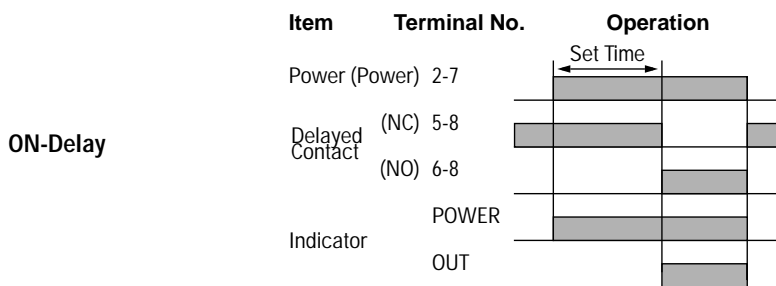 Item Terminal No. Operation
Set Time
Power (Power) 2-7
ON-Delay
Delayed Contact
(NC) 5-8
(NO) 6-8
Indicator
POWER
OUT